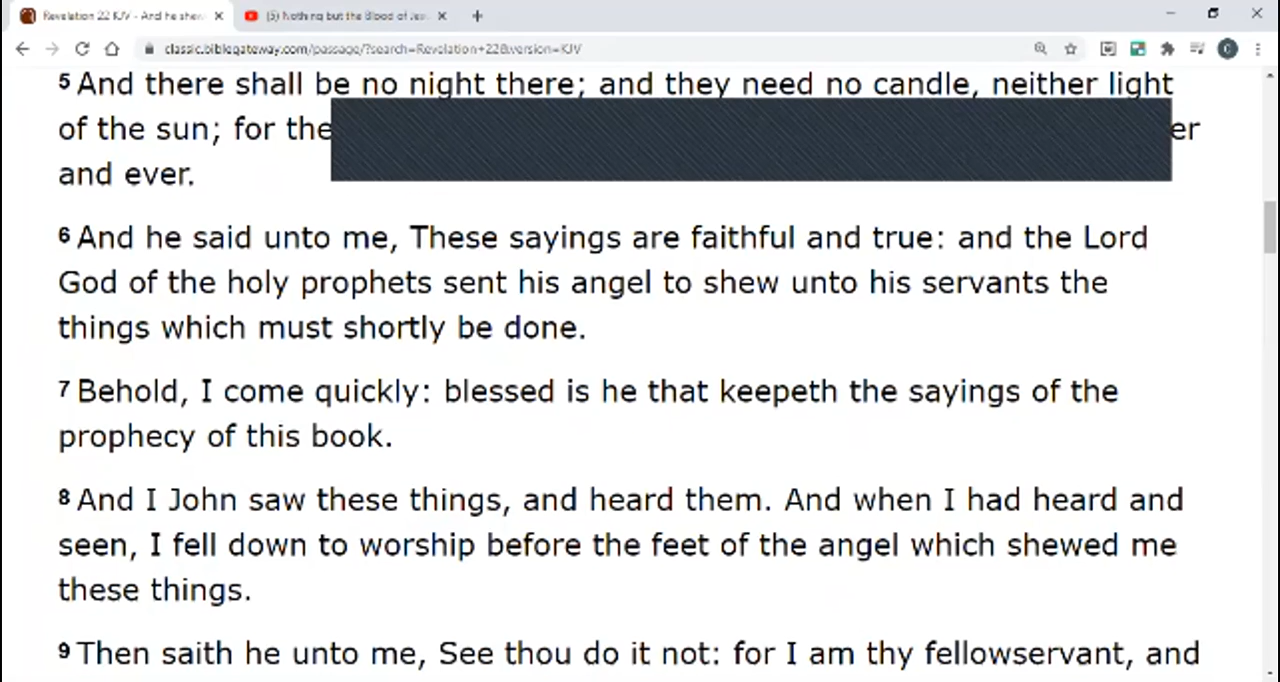 Revelation 22 KJV - And he shew
(5) Nothing but the Blood of Jes
classic.biblegateway.com/passage/?search=Revelation+22&version=KJV
5 And there shall be no night there; and they need no candle, neither light
of the sun; for the er
and ever.
6 And he said unto me, These sayings are faithful and true: and the Lord
God of the holy prophets sent his angel to shew unto his servants the
things which must shortly be done.
7 Behold, I come quickly: blessed is he that keepeth the sayings of the
prophecy of this book.
8 And I John saw these things, and heard them. And when I had heard and
seen, I fell down to worship before the feet of the angel which shewed me
these things.
9 Then saith he unto me, See thou do it not: for I am thy fellowservant, and